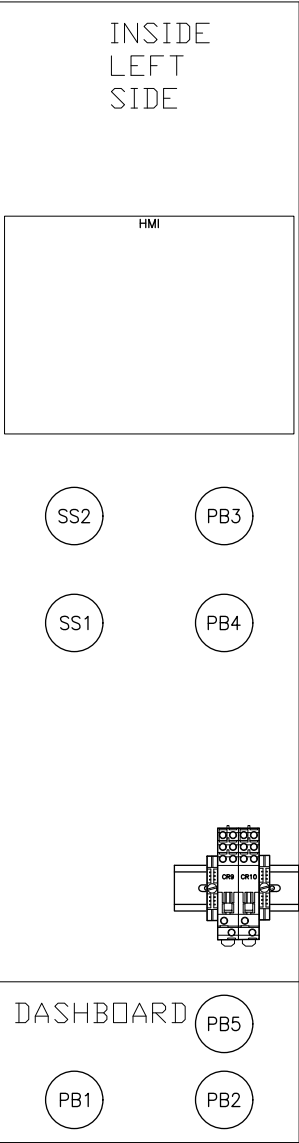 INSIDE
LEFT
SIDE
HMI
SS2 PB3
SS1 PB4
CR9 CR10
DASHBOARD PB5
PB1 PB2